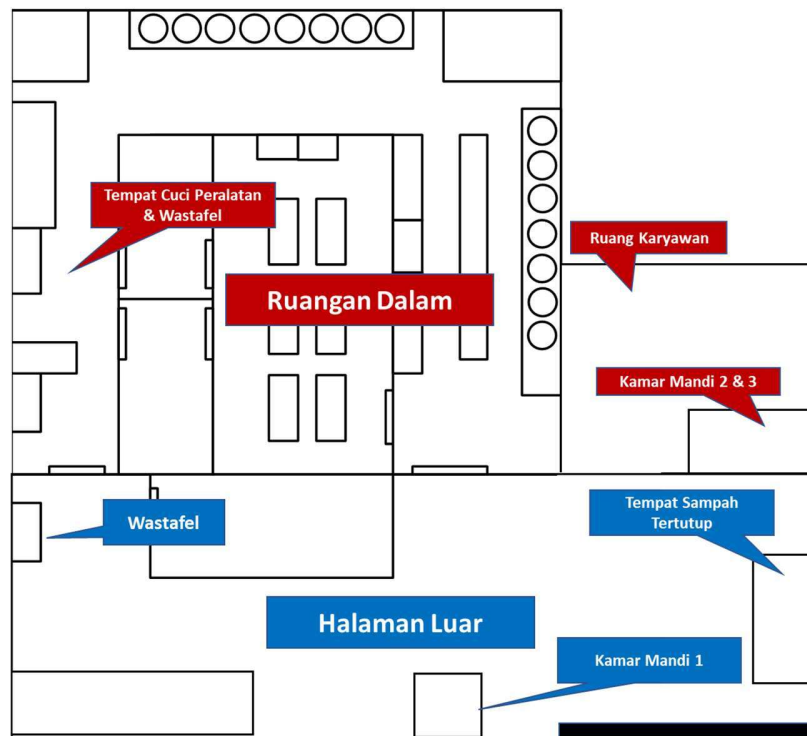 Tempat Cuci Peralatan
& Wastafel
Ruang Karyawan
Ruangan Dalam
Kamar Mandi 2 & 3
Tempat Sampah
Tertutup
Wastafel
Halaman Luar
Kamar Mandi 1